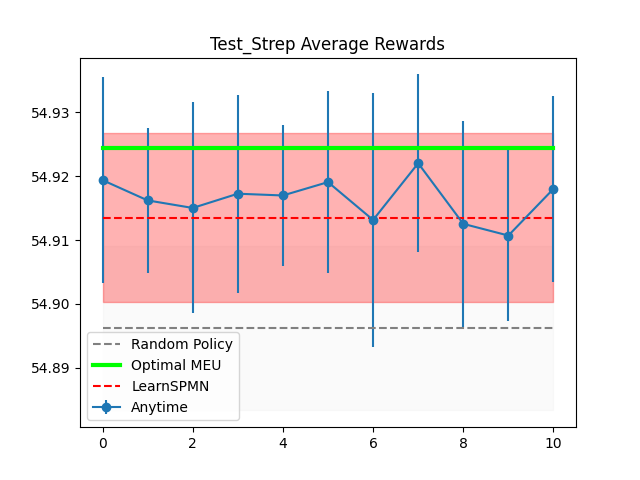 Test_Strep Average Rewards
54.93
54.92
54.91
54.90
54.89
Random Policy
Optimal MEU
LearnSPMN
Anytime
0 2 4 6 8 10